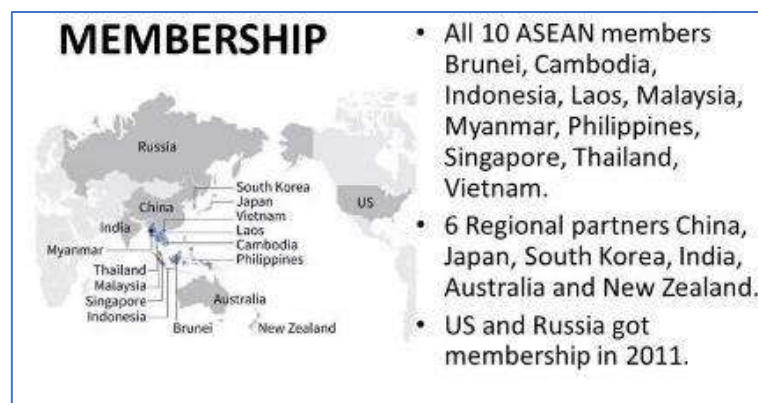 MEMBERSHIP
Russia
South Korea
Japan
China
Vietnam
US
India
Laos
Cambodia
Myanmar
Philippines
Thailand
Malaysia
Singapore
Australia
Indonesia
Brunei
New Zealand
• All 10 ASEAN members
Brunei, Cambodia,
Indonesia, Laos, Malaysia,
Myanmar, Philippines,
Singapore, Thailand,
Vietnam.
• 6 Regional partners China,
Japan, South Korea, India,
Australia and New Zealand.
• US and Russia got
membership in 2011.